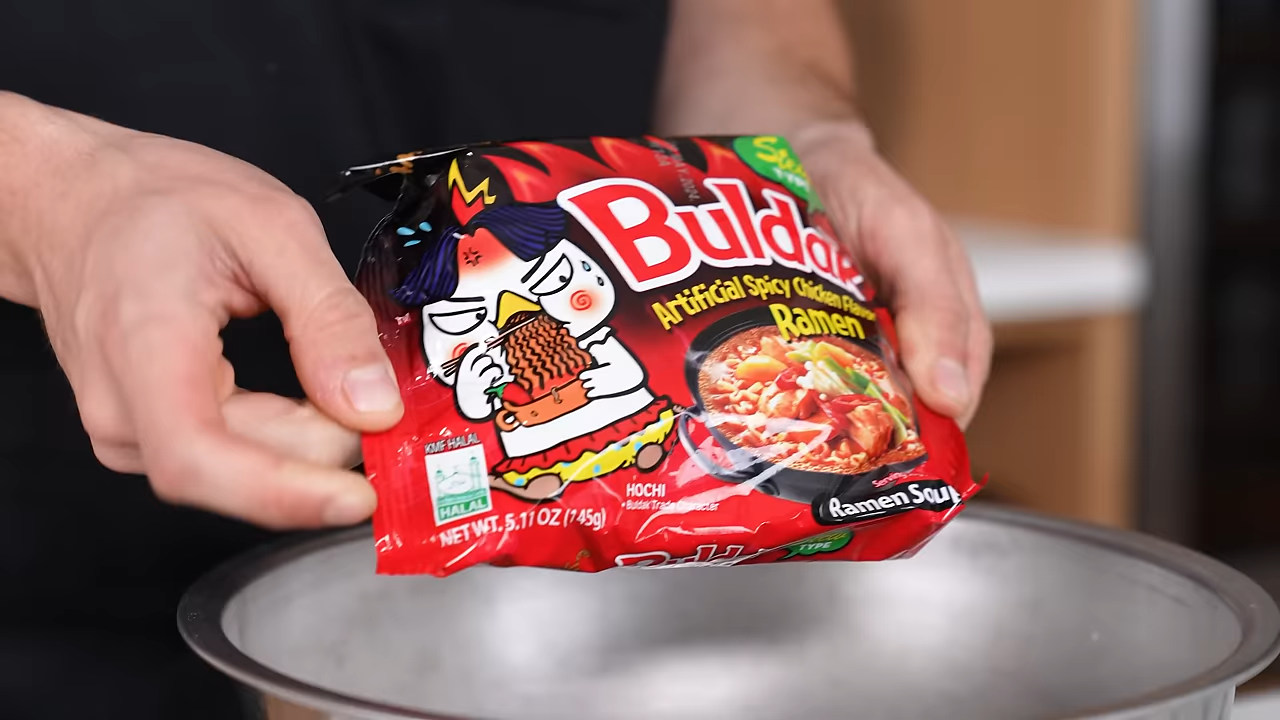 Buldak
Artificial Spicy Chicken Flavor
Ramen
KMF HALAL
HALAL
HOCHI
Buldak Trade Character
NET WT. 5.11 OZ (145g)
Serving
Ramen Soup
TYPE